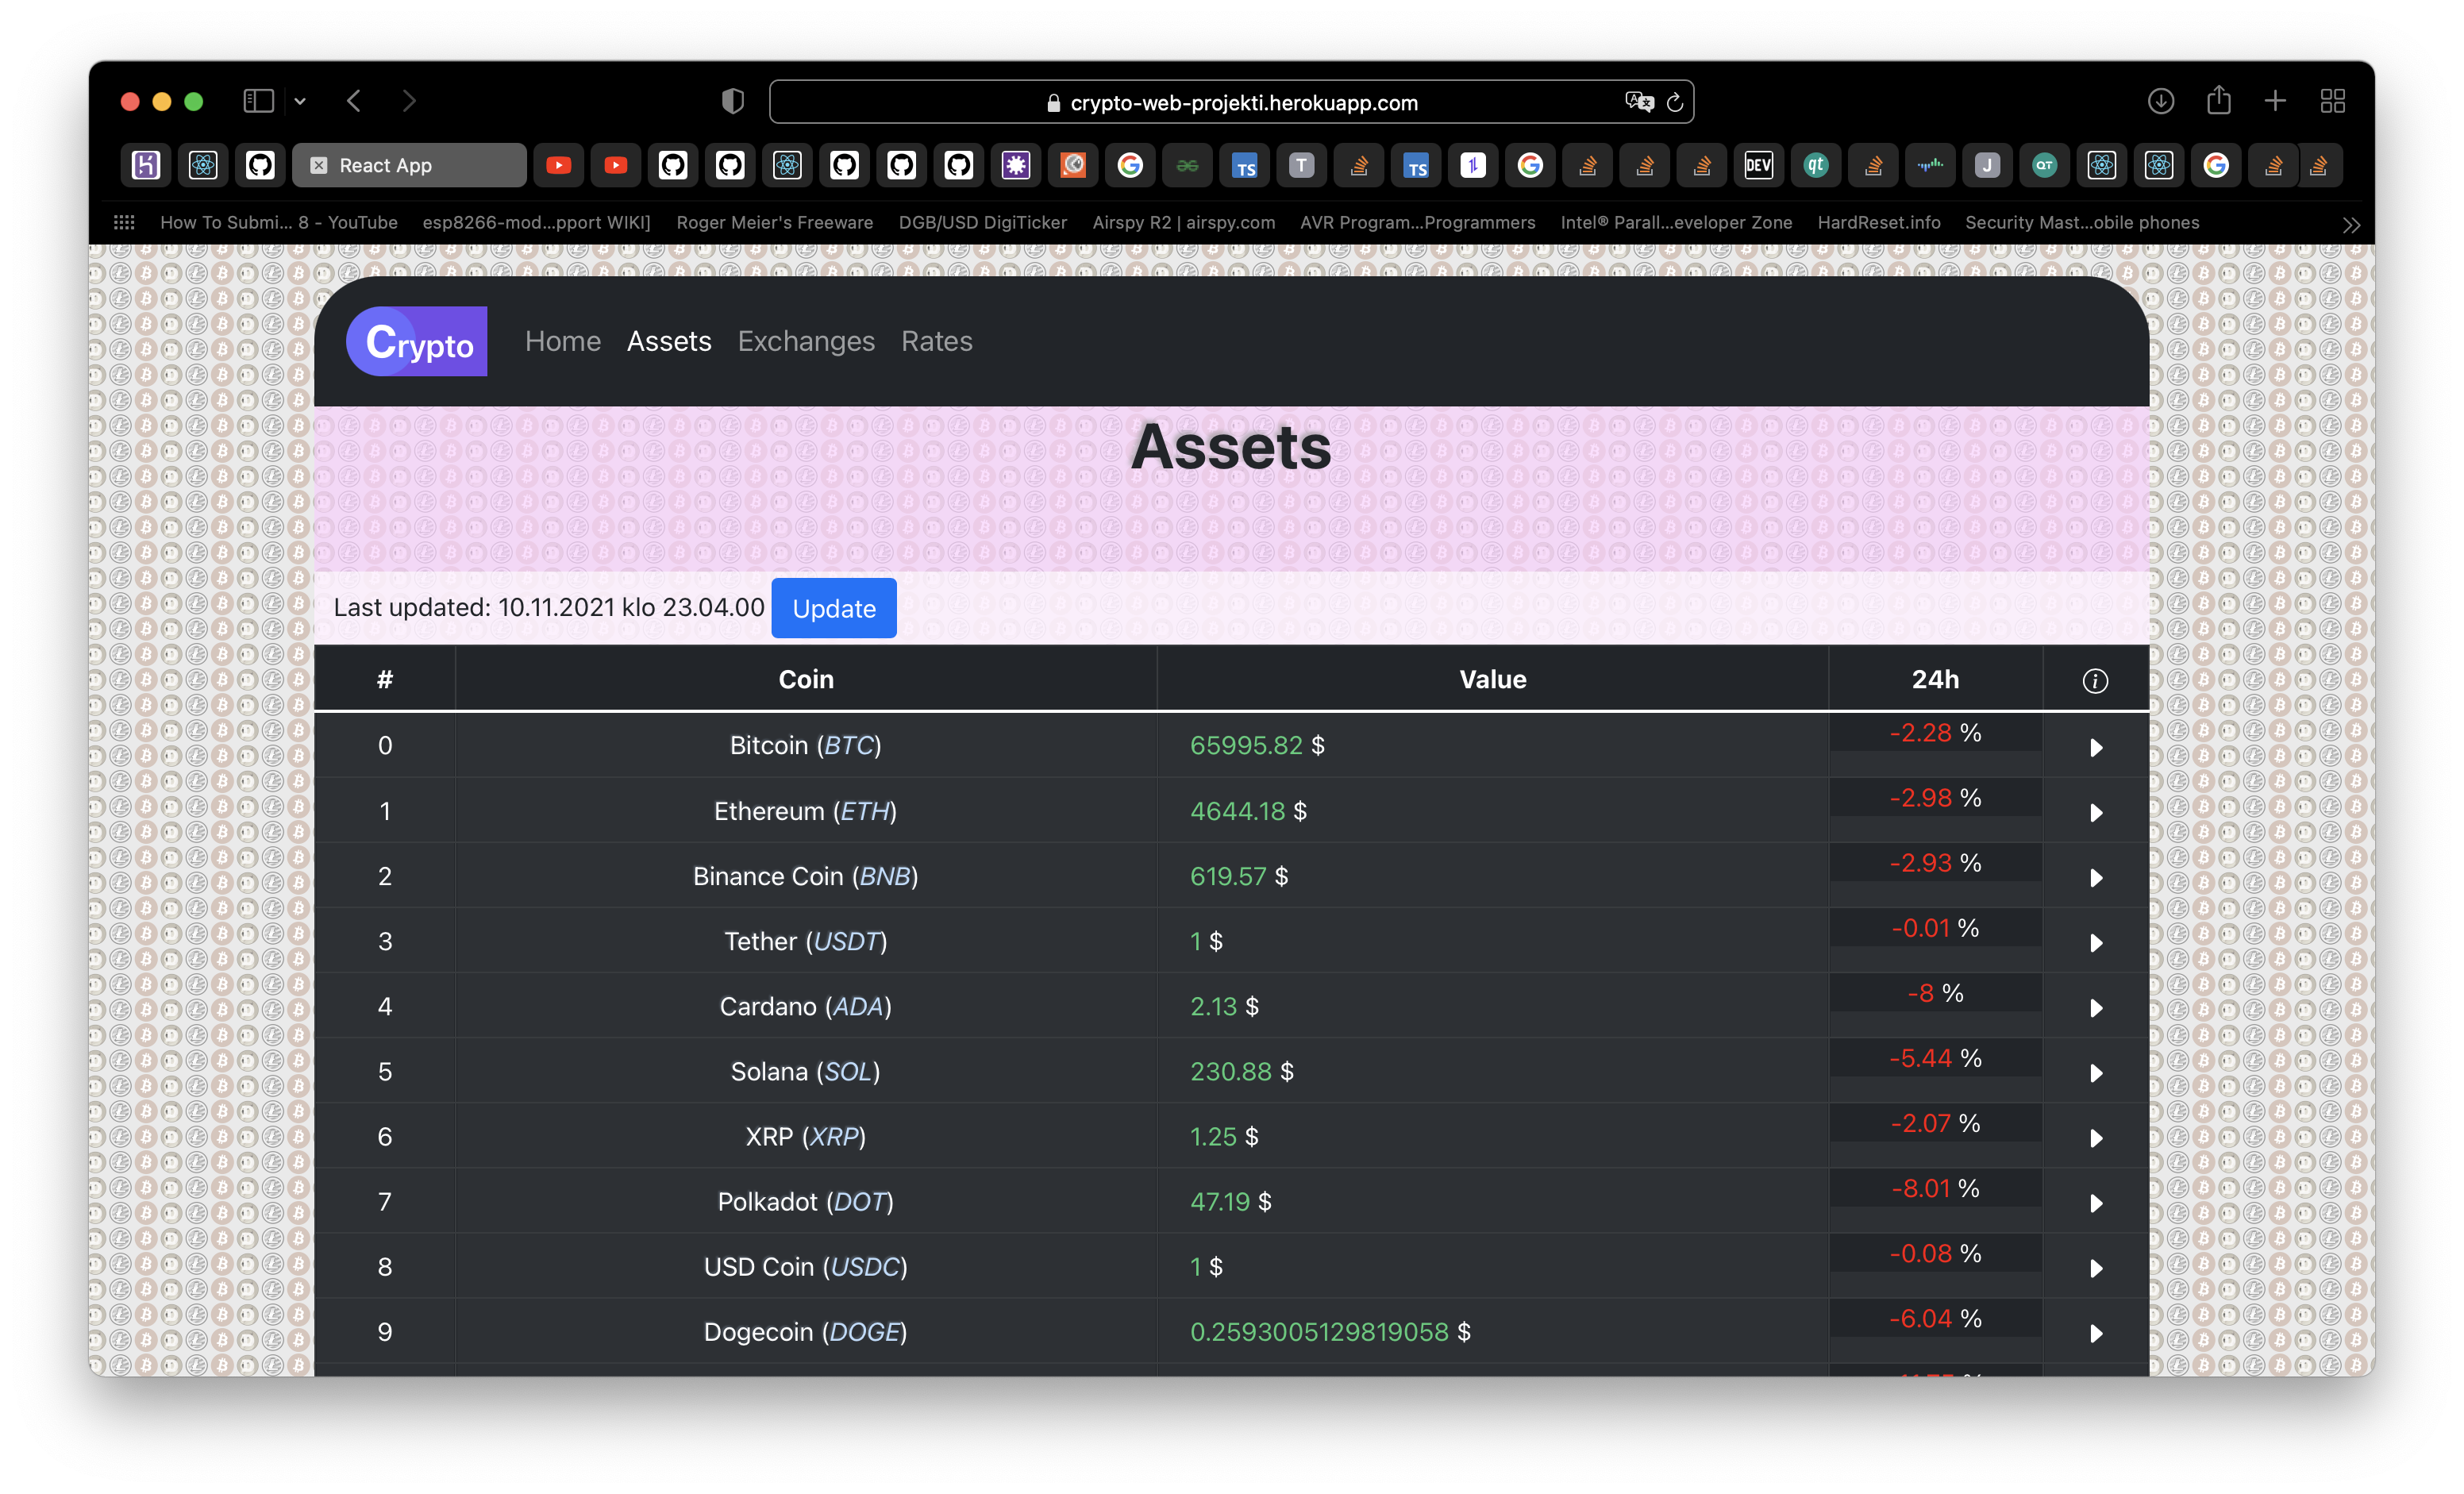 crypto-web-projekti.herokuapp.com
React App
TS T TS DEV qt J QT
How To Submi... 8 - YouTube esp8266-mod...pport WIKI] Roger Meier's Freeware DGB/USD DigiTicker Airspy R2 | airspy.com AVR Program...Programmers Intel® Parall...eveloper Zone HardReset.info Security Mast...obile phones
Crypto Home Assets Exchanges Rates
Assets
Last updated: 10.11.2021 klo 23.04.00 Update
# Coin Value 24h
0 Bitcoin (BTC) 65995.82 $ -2.28 %
1 Ethereum (ETH) 4644.18 $ -2.98 %
2 Binance Coin (BNB) 619.57 $ -2.93 %
3 Tether (USDT) 1 $ -0.01 %
4 Cardano (ADA) 2.13 $ -8 %
5 Solana (SOL) 230.88 $ -5.44 %
6 XRP (XRP) 1.25 $ -2.07 %
7 Polkadot (DOT) 47.19 $ -8.01 %
8 USD Coin (USDC) 1 $ -0.08 %
9 Dogecoin (DOGE) 0.2593005129819058 $ -6.04 %